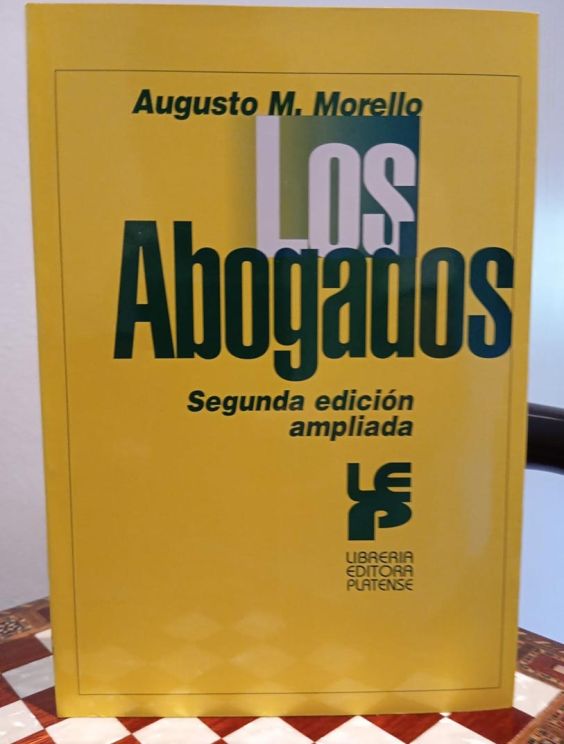 Augusto M. Morello
Los
Abogados
Segunda edición
ampliada
LEP
LIBRERIA
EDITORA
PLATENSE